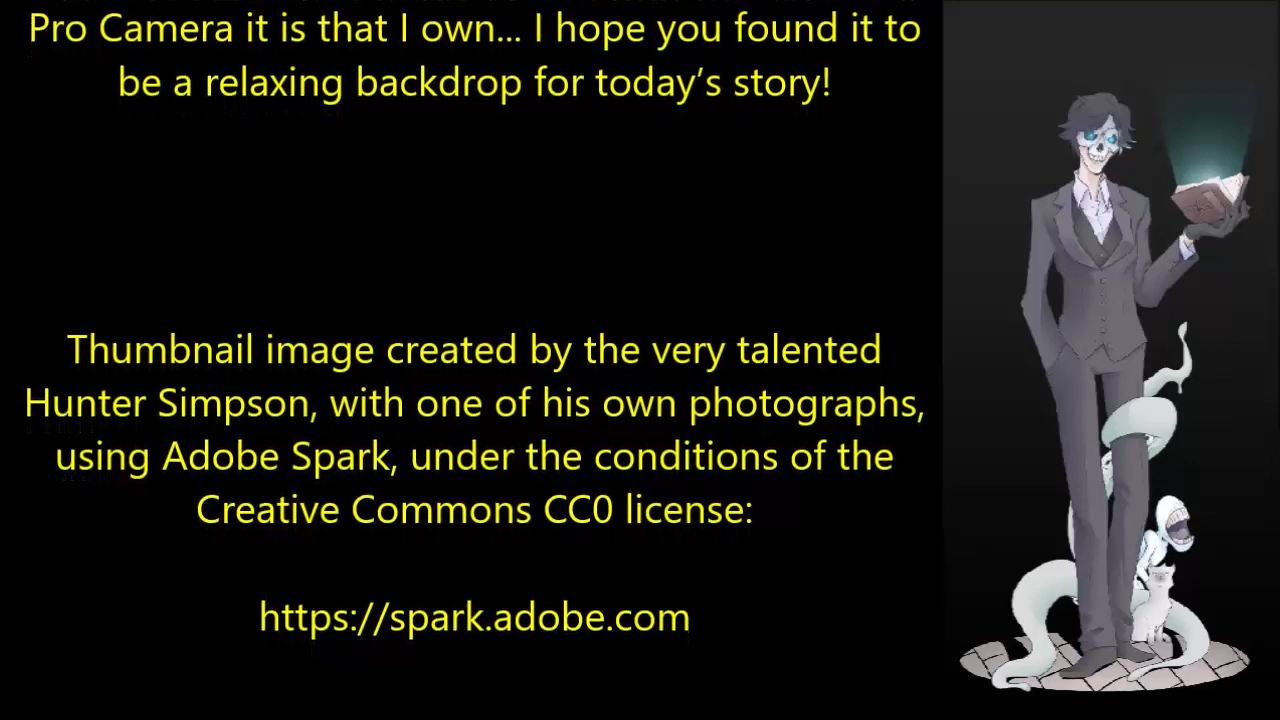 Pro Camera it is that I own... I hope you found it to
be a relaxing backdrop for today’s story!
Thumbnail image created by the very talented
Hunter Simpson, with one of his own photographs,
using Adobe Spark, under the conditions of the
Creative Commons CC0 license:
https://spark.adobe.com